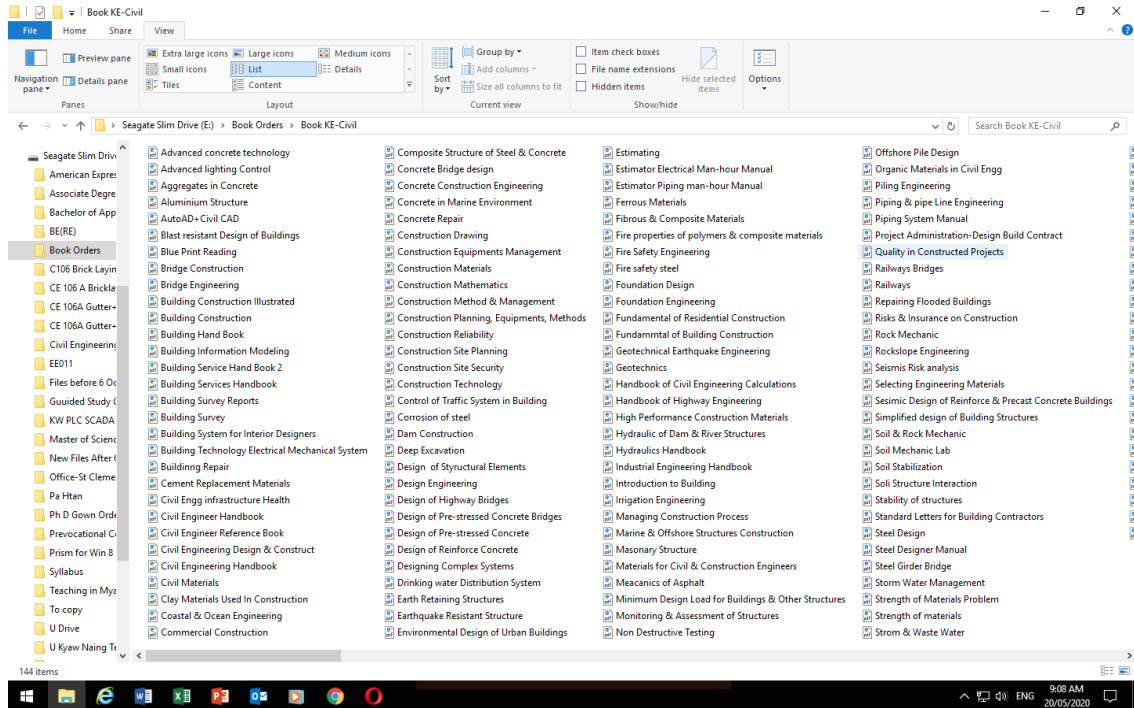 Book KE-Civil
File Home Share View
Navigation pane
Preview pane
Details pane
Panes
Extra large icons Large icons Medium icons
Small icons List Details
Tiles Content
Layout
Sort by
Group by
Add columns
Size all columns to fit
Current view
Item check boxes
File name extensions
Hidden items
Hide selected items
Show/hide
Options
Seagate Slim Drive (E:) > Book Orders > Book KE-Civil
Search Book KE-Civil
Seagate Slim Driv
American Expres
Associate Degre
Bachelor of App
BE(RE)
Book Orders
C106 Brick Layin
CE 106 A Brickla
CE 106A Gutter+
CE 106A Gutter+
Civil Engineering
EE011
Files before 6 Oc
Guuided Study
KW PLC SCADA
Master of Scienc
New Files After
Office-St Cleme
Pa Htan
Ph D Gown Orde
Prevocational C
Prism for Win 8
Syllabus
Teaching in Mya
To copy
U Drive
U Kyaw Naing Te
Advanced concrete technology
Advanced lighting Control
Aggregates in Concrete
Aluminium Structure
AutoAD+Civil CAD
Blast resistant Design of Buildings
Blue Print Reading
Bridge Construction
Bridge Engineering
Building Construction Illustrated
Building Construction
Building Hand Book
Building Information Modeling
Building Service Hand Book 2
Building Services Handbook
Building Survey Reports
Building Survey
Building System for Interior Designers
Building Technology Electrical Mechanical System
Buildinng Repair
Cement Replacement Materials
Civil Engg infrastructure Health
Civil Engineer Handbook
Civil Engineer Reference Book
Civil Engineering Design & Construct
Civil Engineering Handbook
Civil Materials
Clay Materials Used In Construction
Coastal & Ocean Engineering
Commercial Construction
Composite Structure of Steel & Concrete
Concrete Bridge design
Concrete Construction Engineering
Concrete in Marine Environment
Concrete Repair
Construction Drawing
Construction Equipments Management
Construction Materials
Construction Mathematics
Construction Method & Management
Construction Planning, Equipments, Methods
Construction Reliability
Construction Site Planning
Construction Site Security
Construction Technology
Control of Traffic System in Building
Corrosion of steel
Dam Construction
Deep Excavation
Design of Styructural Elements
Design Engineering
Design of Highway Bridges
Design of Pre-stressed Concrete Bridges
Design of Pre-stressed Concrete
Design of Reinforce Concrete
Designing Complex Systems
Drinking water Distribution System
Earth Retaining Structures
Earthquake Resistant Structure
Environmental Design of Urban Buildings
Estimating
Estimator Electrical Man-hour Manual
Estimator Piping man-hour Manual
Ferrous Materials
Fibrous & Composite Materials
Fire properties of polymers & composite materials
Fire Safety Engineering
Fire safety steel
Foundation Design
Foundation Engineering
Fundamental of Residential Construction
Fundamrntal of Building Construction
Geotechnical Earthquake Engineering
Geotechnics
Handbook of Civil Engineering Calculations
Handbook of Highway Engineering
High Performance Construction Materials
Hydraulic of Dam & River Structures
Hydraulics Handbook
Industrial Engineering Handbook
Introduction to Building
Irrigation Engineering
Managing Construction Process
Marine & Offshore Structures Construction
Masonary Structure
Materials for Civil & Construction Engineers
Meacanics of Asphalt
Minimum Design Load for Buildings & Other Structures
Monitoring & Assessment of Structures
Non Destructive Testing
Offshore Pile Design
Organic Materials in Civil Engg
Piling Engineering
Piping & pipe Line Engineering
Piping System Manual
Project Administration-Design Build Contract
Quality in Constructed Projects
Railways Bridges
Railways
Repairing Flooded Buildings
Risks & Insurance on Construction
Rock Mechanic
Rockslope Engineering
Seismis Risk analysis
Selecting Engineering Materials
Sesimic Design of Reinforce & Precast Concrete Buildings
Simplified design of Building Structures
Soil & Rock Mechanic
Soil Mechanic Lab
Soil Stabilization
Soli Structure Interaction
Stability of structures
Standard Letters for Building Contractors
Steel Design
Steel Designer Manual
Steel Girder Bridge
Storm Water Management
Strength of Materials Problem
Strength of materials
Strom & Waste Water
144 items
ENG
9:08 AM
20/05/2020